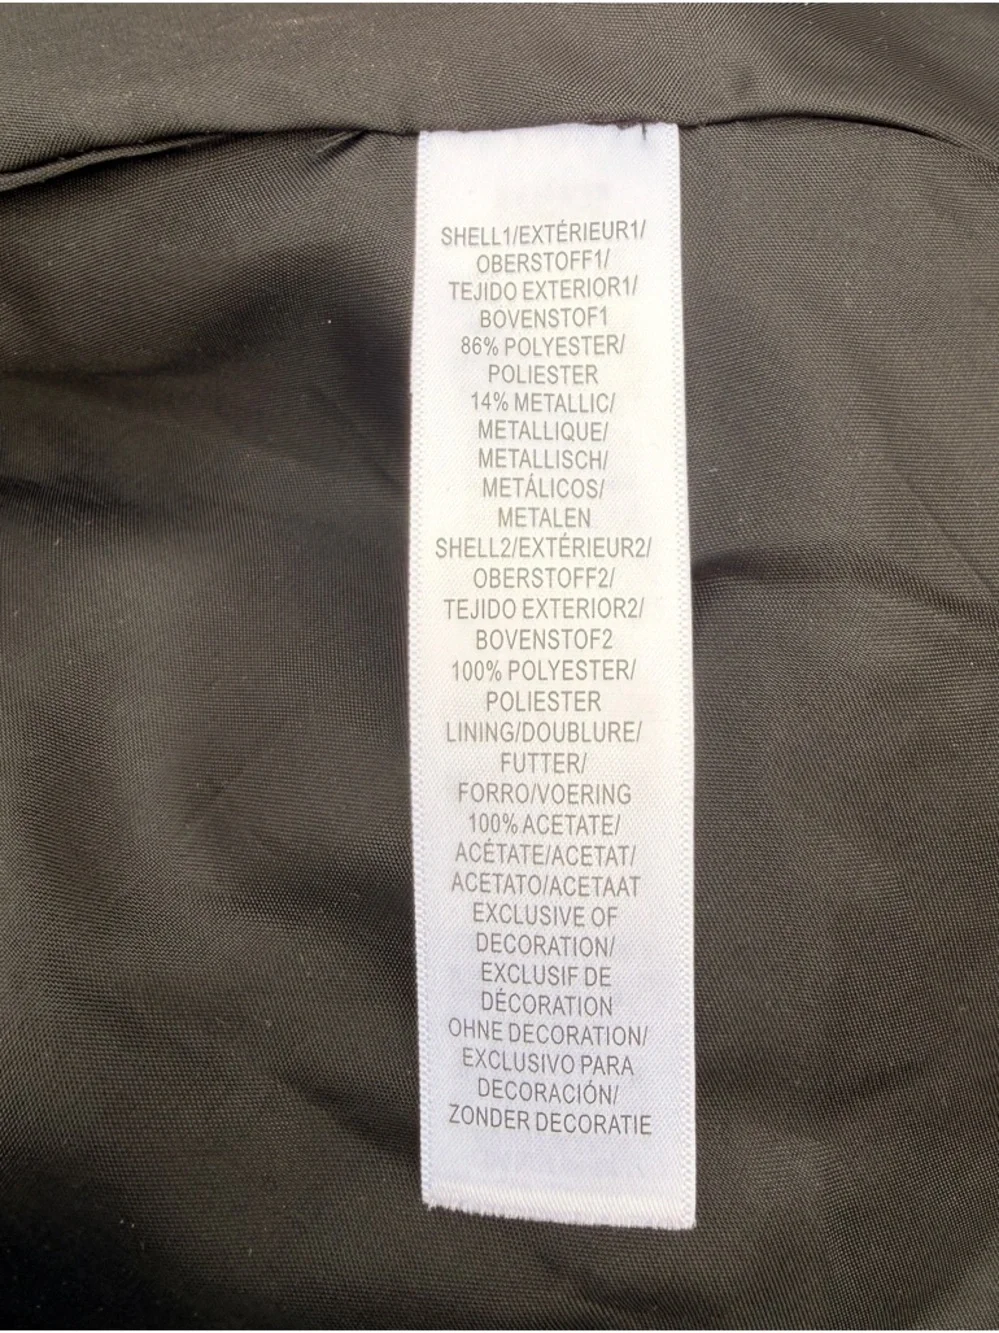 SHELL1/EXTÉRIEUR1/
OBERSTOFF1/
TEJIDO EXTERIOR1/
BOVENSTOF1
86% POLYESTER/
POLIESTER
14% METALLIC/
METALLIQUE/
METALLISCH/
METÁLICOS/
METALEN
SHELL2/EXTÉRIEUR2/
OBERSTOFF2/
TEJIDO EXTERIOR2/
BOVENSTOF2
100% POLYESTER/
POLIESTER
LINING/DOUBLURE/
FUTTER/
FORRO/VOERING
100% ACETATE/
ACÉTATE/ACETAT/
ACETATO/ACETAAT
EXCLUSIVE OF
DECORATION/
EXCLUSIF DE
DÉCORATION
OHNE DECORATION/
EXCLUSIVO PARA
DECORACIÓN/
ZONDER DECORATIE